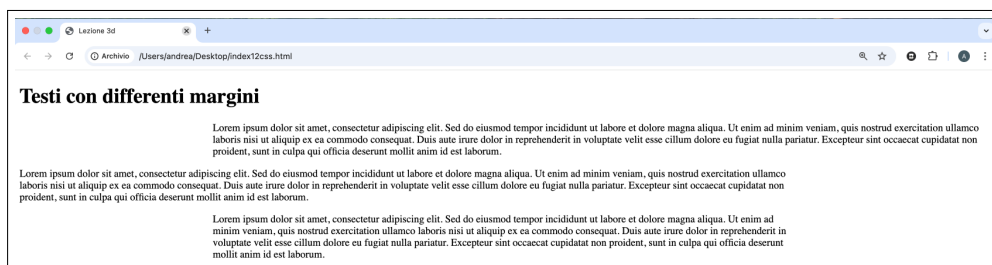 Lezione 3d
Archivio
/Users/andrea/Desktop/index12css.html
A
Testi con differenti margini
Lorem ipsum dolor sit amet, consectetur adipiscing elit. Sed do eiusmod tempor incididunt ut labore et dolore magna aliqua. Ut enim ad minim veniam, quis nostrud exercitation ullamco
laboris nisi ut aliquip ex ea commodo consequat. Duis aute irure dolor in reprehenderit in voluptate velit esse cillum dolore eu fugiat nulla pariatur. Excepteur sint occaecat cupidatat non
proident, sunt in culpa qui officia deserunt mollit anim id est laborum.
Lorem ipsum dolor sit amet, consectetur adipiscing elit. Sed do eiusmod tempor incididunt ut labore et dolore magna aliqua. Ut enim ad minim veniam, quis nostrud exercitation ullamco
laboris nisi ut aliquip ex ea commodo consequat. Duis aute irure dolor in reprehenderit in voluptate velit esse cillum dolore eu fugiat nulla pariatur. Excepteur sint occaecat cupidatat non
proident, sunt in culpa qui officia deserunt mollit anim id est laborum.
Lorem ipsum dolor sit amet, consectetur adipiscing elit. Sed do eiusmod tempor incididunt ut labore et dolore magna aliqua. Ut enim ad
minim veniam, quis nostrud exercitation ullamco laboris nisi ut aliquip ex ea commodo consequat. Duis aute irure dolor in reprehenderit in
voluptate velit esse cillum dolore eu fugiat nulla pariatur. Excepteur sint occaecat cupidatat non proident, sunt in culpa qui officia deserunt
mollit anim id est laborum.